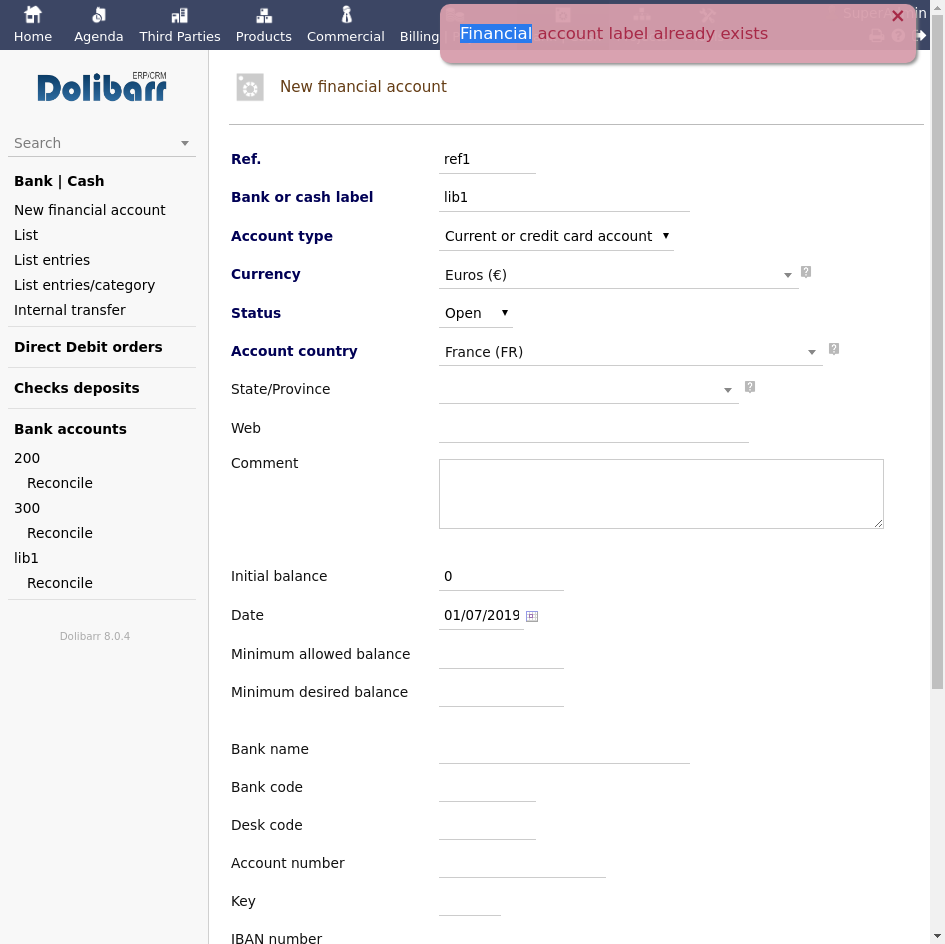 Home Agenda Third Parties Products Commercial Billing
Financial account label already exists
ERP/CRM
Dolibarr
New financial account
Search
Bank | Cash
New financial account
List
List entries
List entries/category
Internal transfer
Direct Debit orders
Checks deposits
Bank accounts
200
Reconcile
300
Reconcile
lib1
Reconcile
Dolibarr 8.0.4
Ref. ref1
Bank or cash label lib1
Account type Current or credit card account
Currency Euros (€)
Status Open
Account country France (FR)
State/Province
Web
Comment
Initial balance 0
Date 01/07/2019
Minimum allowed balance
Minimum desired balance
Bank name
Bank code
Desk code
Account number
Key
IBAN number